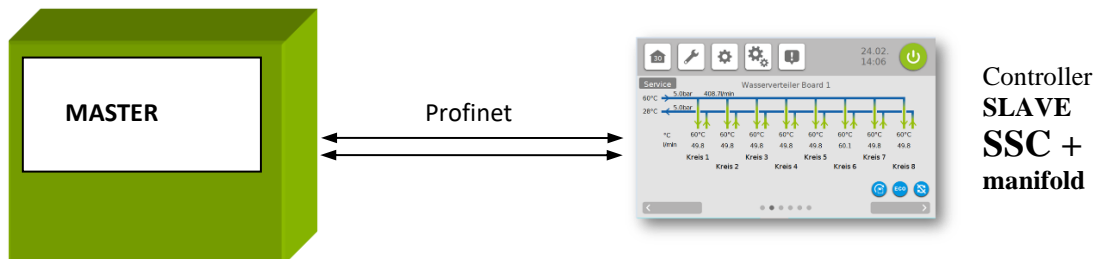 MASTER
Profinet
30
24.02.
14:06
Service
Wasserverteiler Board 1
5.0bar 408.7l/min
60°C
5.0bar
28°C
°C 60°C 60°C 60°C 60°C 60°C 60°C 60°C 60°C
l/min 49.8 49.8 49.8 49.8 49.8 60.1 49.8 49.8
Kreis 1 Kreis 3 Kreis 5 Kreis 7
Kreis 2 Kreis 4 Kreis 6 Kreis 8
ECO
Controller
SLAVE
SSC +
manifold